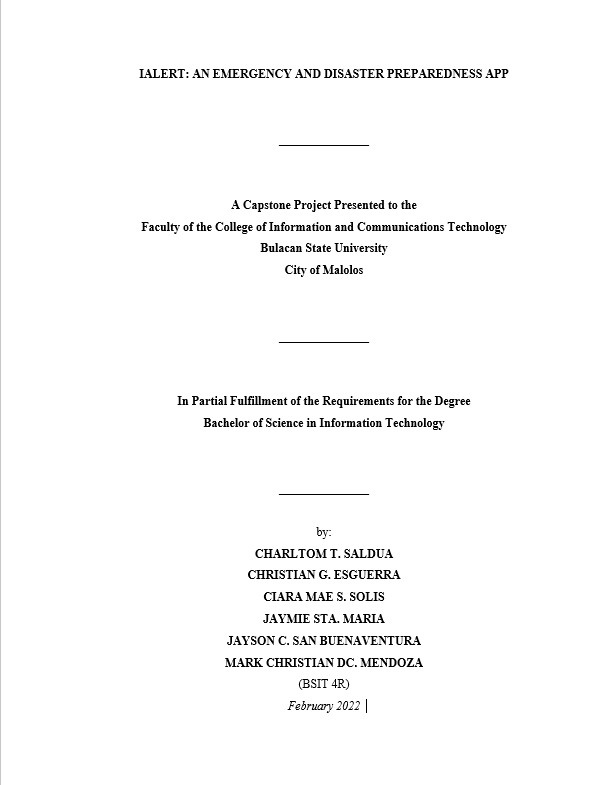 IALERT: AN EMERGENCY AND DISASTER PREPAREDNESS APP
A Capstone Project Presented to the
Faculty of the College of Information and Communications Technology
Bulacan State University
City of Malolos
In Partial Fulfillment of the Requirements for the Degree
Bachelor of Science in Information Technology
by:
CHARLTOM T. SALDUA
CHRISTIAN G. ESGUERRA
CIARA MAE S. SOLIS
JAYMIE STA. MARIA
JAYSON C. SAN BUENAVENTURA
MARK CHRISTIAN DC. MENDOZA
(BSIT 4R)
February 2022